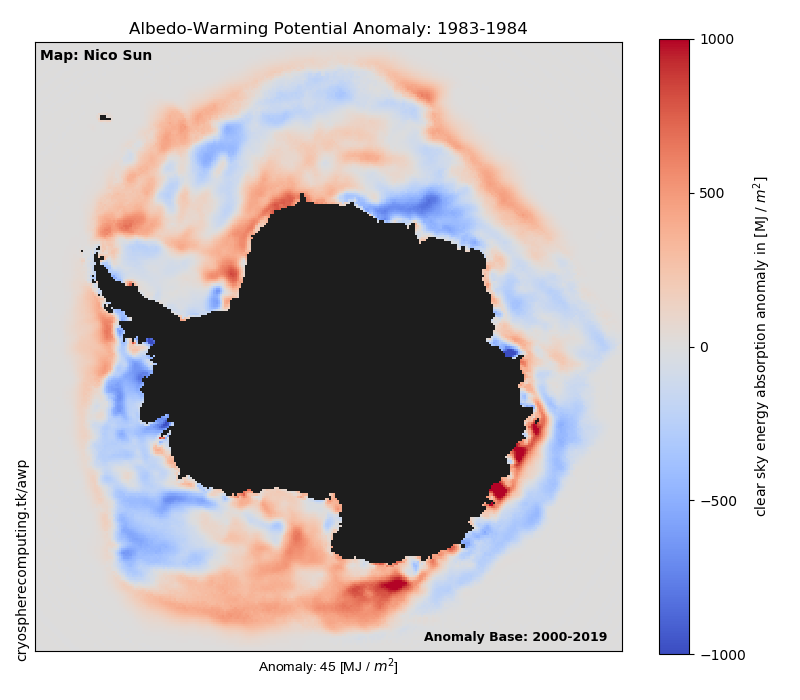 Albedo-Warming Potential Anomaly: 1983-1984
Map: Nico Sun
cryospherecomputing.tk/awp
Anomaly Base: 2000-2019
Anomaly: 45 [MJ / m²]
1000
500
0
−500
−1000
clear sky energy absorption anomaly in [MJ / m²]